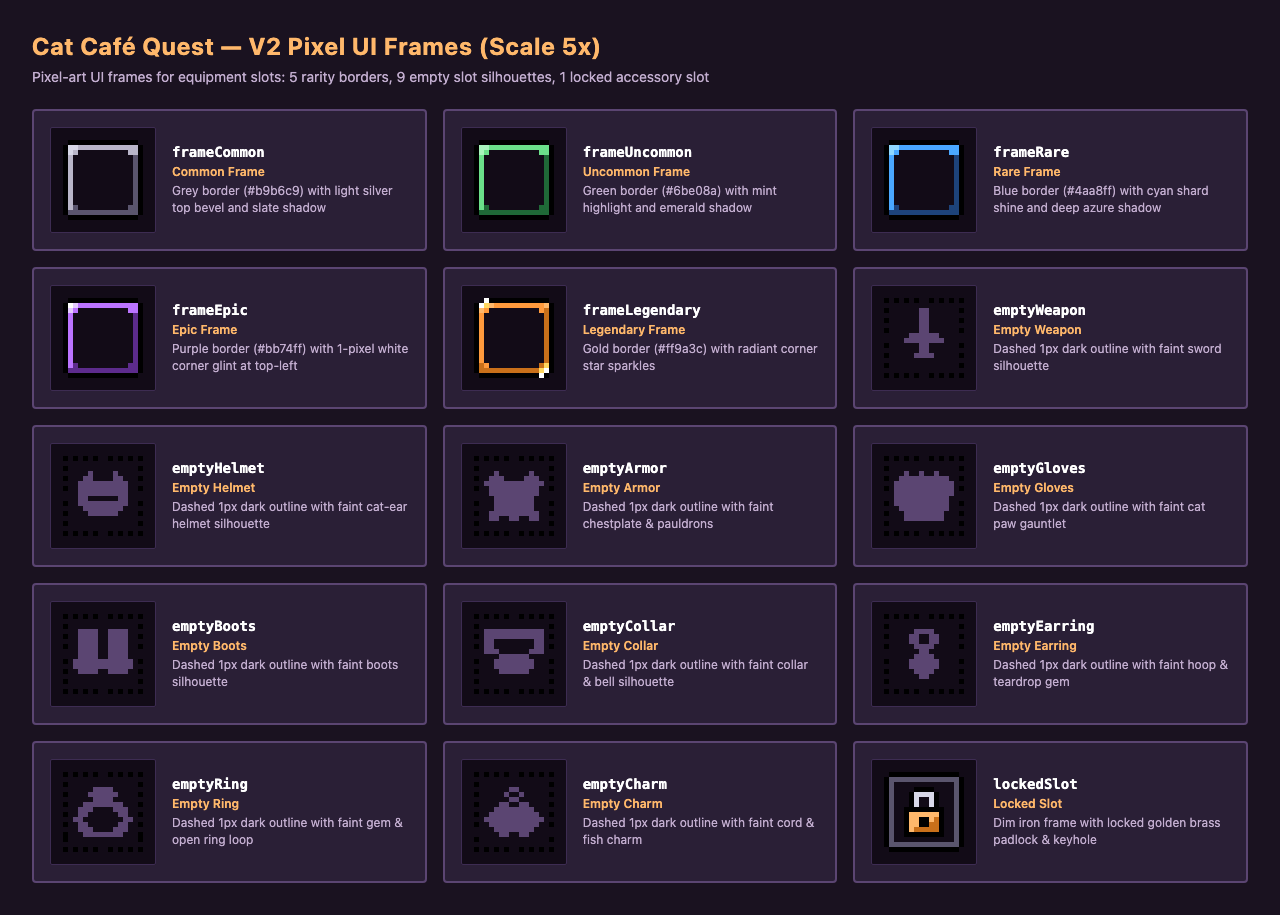 Cat Café Quest — V2 Pixel UI Frames (Scale 5x)
Pixel-art UI frames for equipment slots: 5 rarity borders, 9 empty slot silhouettes, 1 locked accessory slot
frameCommon
Common Frame
Grey border (#b9b6c9) with light silver
top bevel and slate shadow
frameUncommon
Uncommon Frame
Green border (#6be08a) with mint
highlight and emerald shadow
frameRare
Rare Frame
Blue border (#4aa8ff) with cyan shard
shine and deep azure shadow
frameEpic
Epic Frame
Purple border (#bb74ff) with 1-pixel white
corner glint at top-left
frameLegendary
Legendary Frame
Gold border (#ff9a3c) with radiant corner
star sparkles
emptyWeapon
Empty Weapon
Dashed 1px dark outline with faint sword
silhouette
emptyHelmet
Empty Helmet
Dashed 1px dark outline with faint cat-ear
helmet silhouette
emptyArmor
Empty Armor
Dashed 1px dark outline with faint
chestplate & pauldrons
emptyGloves
Empty Gloves
Dashed 1px dark outline with faint cat
paw gauntlet
emptyBoots
Empty Boots
Dashed 1px dark outline with faint boots
silhouette
emptyCollar
Empty Collar
Dashed 1px dark outline with faint collar
& bell silhouette
emptyEarring
Empty Earring
Dashed 1px dark outline with faint hoop &
teardrop gem
emptyRing
Empty Ring
Dashed 1px dark outline with faint gem &
open ring loop
emptyCharm
Empty Charm
Dashed 1px dark outline with faint cord &
fish charm
lockedSlot
Locked Slot
Dim iron frame with locked golden brass
padlock & keyhole